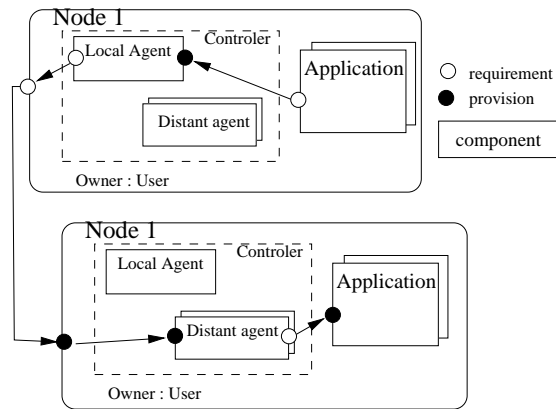 Node 1
Controler
Local Agent
Application
Distant agent
Owner : User
requirement
provision
component
Node 1
Controler
Local Agent
Application
Distant agent
Owner : User